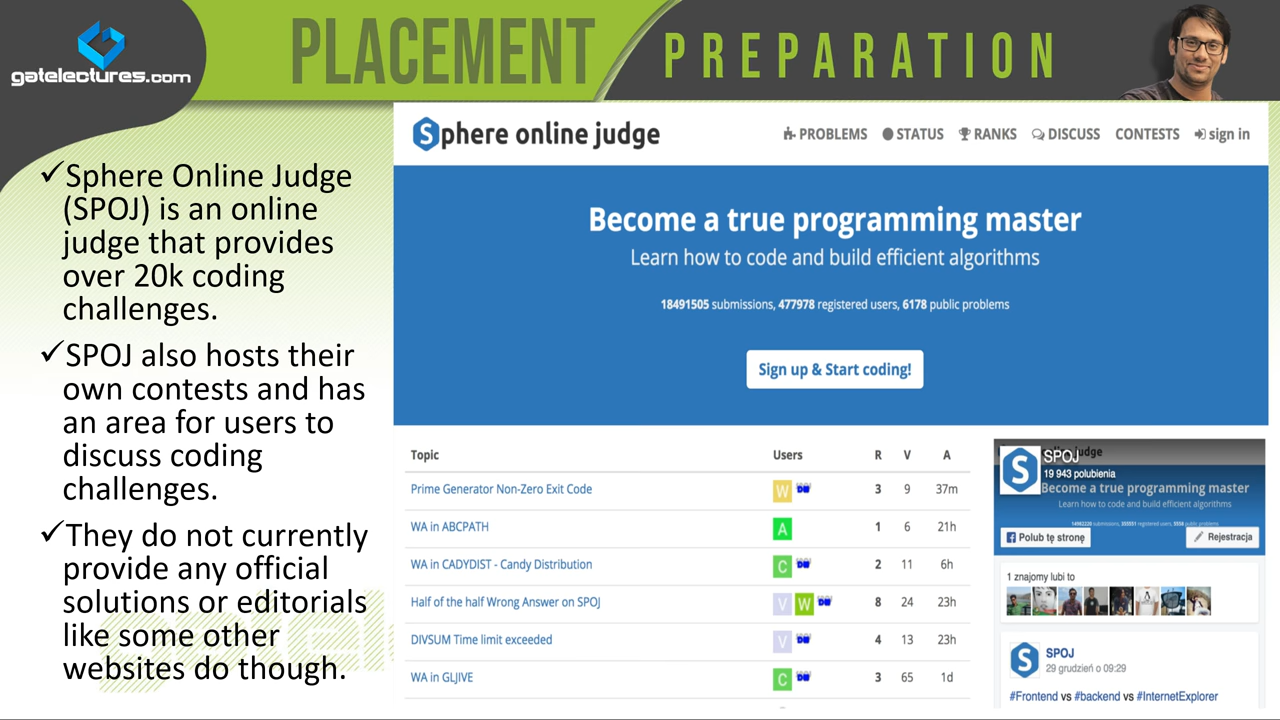 gatelectures.com
PLACEMENT PREPARATION
✓Sphere Online Judge
(SPOJ) is an online
judge that provides
over 20k coding
challenges.
✓SPOJ also hosts their
own contests and has
an area for users to
discuss coding
challenges.
✓They do not currently
provide any official
solutions or editorials
like some other
websites do though.
Sphere online judge
PROBLEMS STATUS RANKS DISCUSS CONTESTS sign in
Become a true programming master
Learn how to code and build efficient algorithms
18491505 submissions, 477978 registered users, 6178 public problems
Sign up & Start coding!
Topic Users R V A
Prime Generator Non-Zero Exit Code W 3 9 37m
WA in ABCPATH A 1 6 21h
WA in CADYDIST - Candy Distribution C 2 11 6h
Half of the half Wrong Answer on SPOJ V W 8 24 23h
DIVSUM Time limit exceeded V 4 13 23h
WA in GLJIVE C 3 65 1d
SPOJ
19 943 polubienia
Become a true programming master
Learn how to code and build efficient algorithms
Polub tę stronę
Rejestracja
1 znajomy lubi to
SPOJ
29 grudzień o 09:29
#Frontend vs #backend vs #InternetExplorer